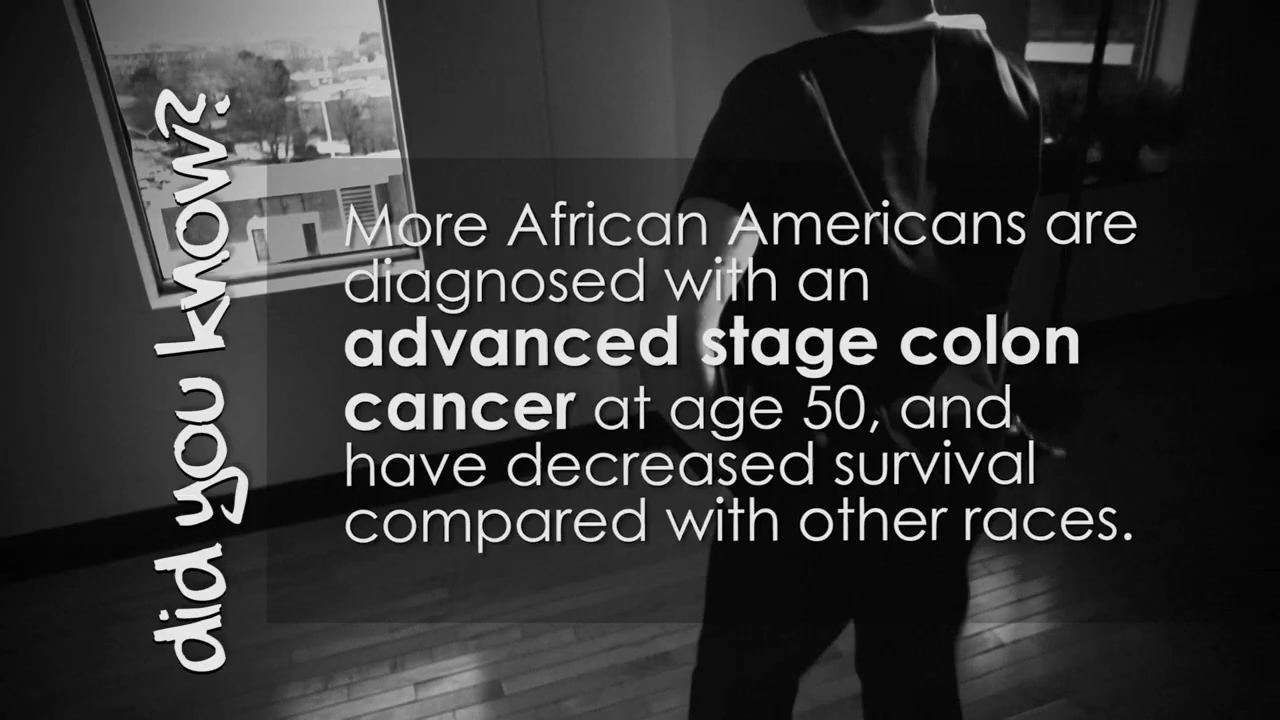 did you know?
More African Americans are
diagnosed with an
advanced stage colon
cancer at age 50, and
have decreased survival
compared with other races.